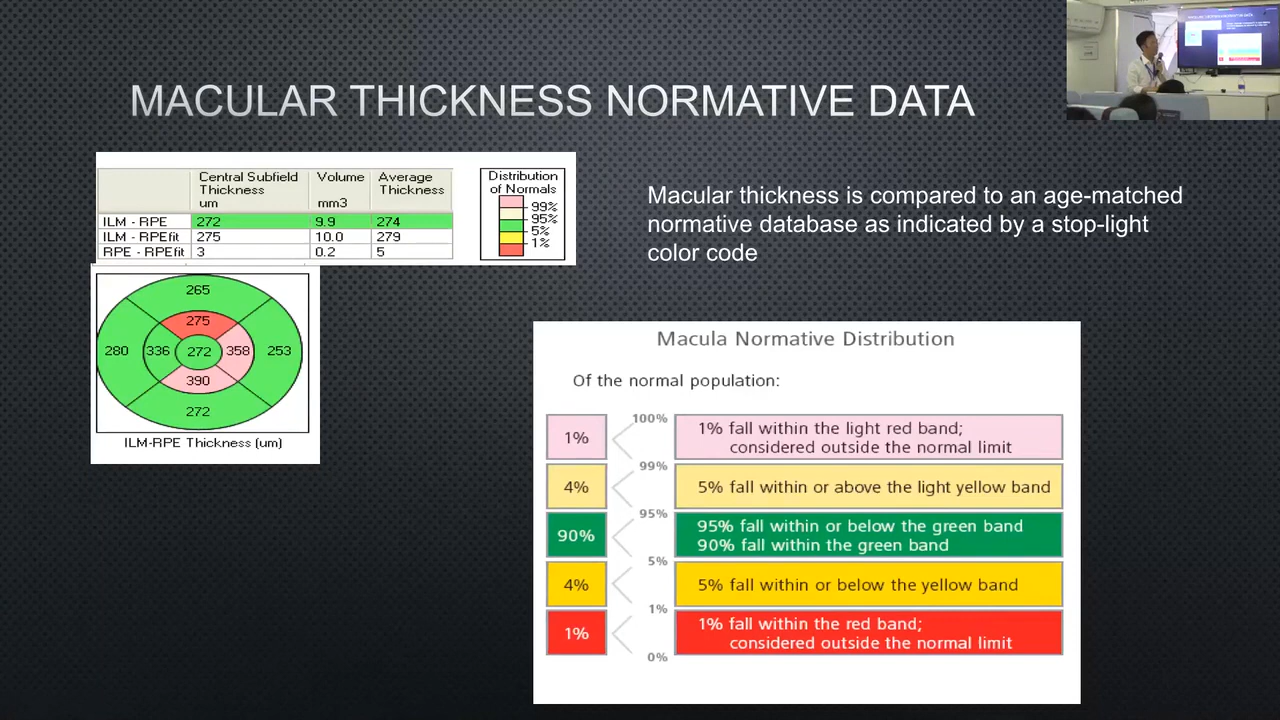 MACULAR THICKNESS NORMATIVE DATA
Central Subfield Thickness um
Volume mm3
Average Thickness
ILM - RPE 272 9.9 274
ILM - RPEfit 275 10.0 279
RPE - RPEfit 3 0.2 5
Distribution
of Normals
99%
95%
5%
1%
Macular thickness is compared to an age-matched
normative database as indicated by a stop-light
color code
265
275
280 336 272 358 253
390
272
ILM-RPE Thickness (um)
Macula Normative Distribution
Of the normal population:
100%
1% 1% fall within the light red band;
considered outside the normal limit
99%
4% 5% fall within or above the light yellow band
95%
90% 95% fall within or below the green band
90% fall within the green band
5%
4% 5% fall within or below the yellow band
1%
1% 1% fall within the red band;
considered outside the normal limit
0%